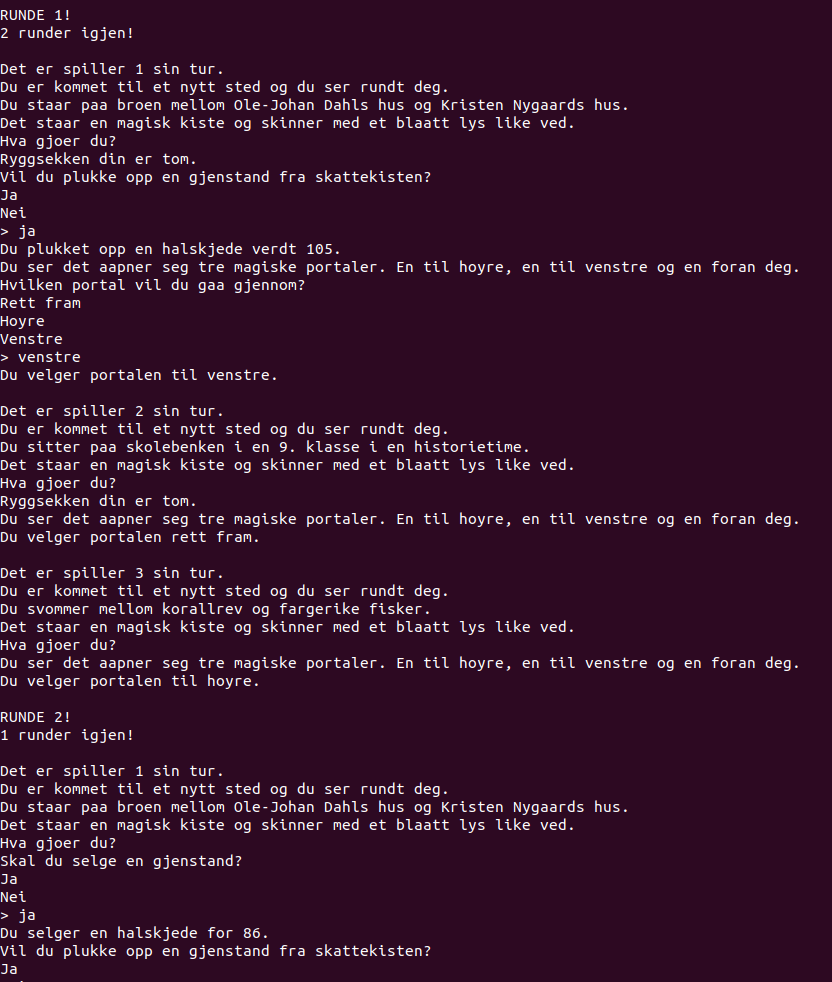 RUNDE 1!
2 runder igjen!
Det er spiller 1 sin tur.
Du er kommet til et nytt sted og du ser rundt deg.
Du staar paa broen mellom Ole-Johan Dahls hus og Kristen Nygaards hus.
Det staar en magisk kiste og skinner med et blaatt lys like ved.
Hva gjoer du?
Ryggsekken din er tom.
Vil du plukke opp en gjenstand fra skattekisten?
Ja
Nei
> ja
Du plukket opp en halskjede verdt 105.
Du ser det aapner seg tre magiske portaler. En til hoyre, en til venstre og en foran deg.
Hvilken portal vil du gaa gjennom?
Rett fram
Hoyre
Venstre
> venstre
Du velger portalen til venstre.
Det er spiller 2 sin tur.
Du er kommet til et nytt sted og du ser rundt deg.
Du sitter paa skolebenken i en 9. klasse i en historietime.
Det staar en magisk kiste og skinner med et blaatt lys like ved.
Hva gjoer du?
Ryggsekken din er tom.
Du ser det aapner seg tre magiske portaler. En til hoyre, en til venstre og en foran deg.
Du velger portalen rett fram.
Det er spiller 3 sin tur.
Du er kommet til et nytt sted og du ser rundt deg.
Du svommer mellom korallrev og fargerike fisker.
Det staar en magisk kiste og skinner med et blaatt lys like ved.
Hva gjoer du?
Du ser det aapner seg tre magiske portaler. En til hoyre, en til venstre og en foran deg.
Du velger portalen til hoyre.
RUNDE 2!
1 runder igjen!
Det er spiller 1 sin tur.
Du er kommet til et nytt sted og du ser rundt deg.
Du staar paa broen mellom Ole-Johan Dahls hus og Kristen Nygaards hus.
Det staar en magisk kiste og skinner med et blaatt lys like ved.
Hva gjoer du?
Skal du selge en gjenstand?
Ja
Nei
> ja
Du selger en halskjede for 86.
Vil du plukke opp en gjenstand fra skattekisten?
Ja